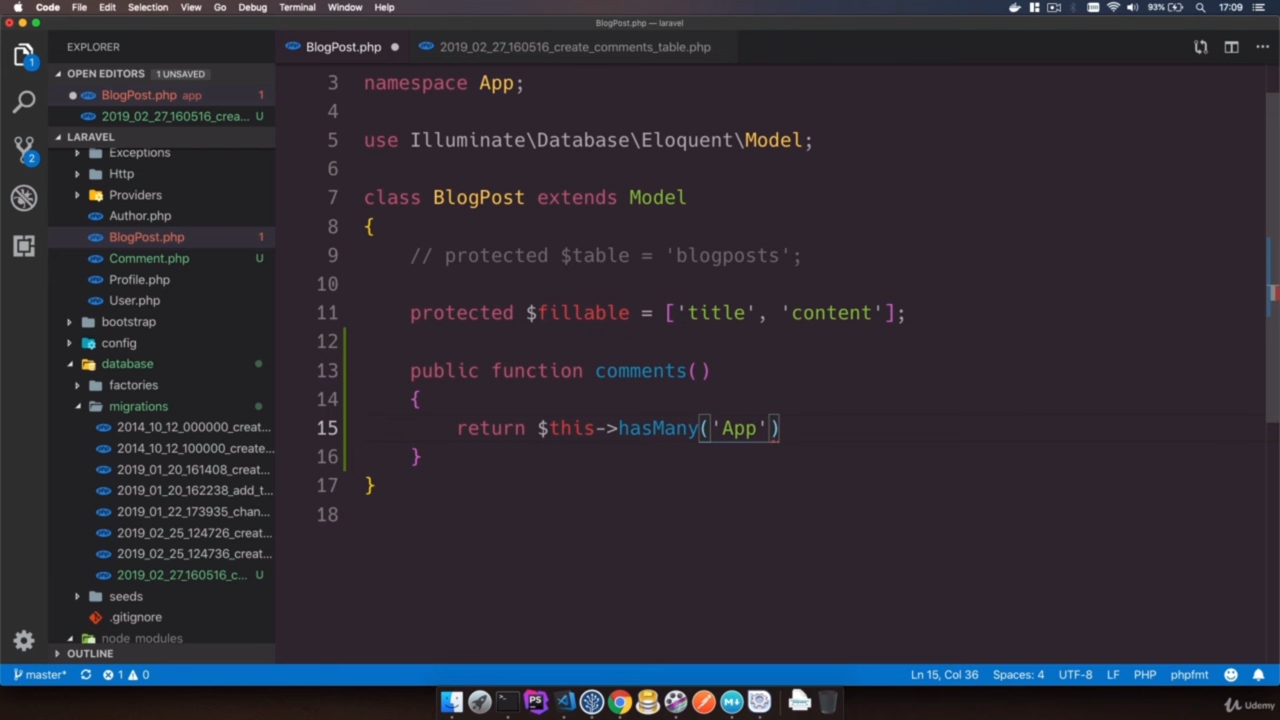 Code File Edit Selection View Go Debug Terminal Window Help 93% 17:09
BlogPost.php — laravel
EXPLORER
OPEN EDITORS 1 UNSAVED
BlogPost.php app 1
2019_02_27_160516_crea... U
LARAVEL
Exceptions
Http
Providers
Author.php
BlogPost.php 1
Comment.php U
Profile.php
User.php
bootstrap
config
database
factories
migrations
2014_10_12_000000_creat...
2014_10_12_100000_create...
2019_01_20_161408_creat...
2019_01_20_162238_add_t...
2019_01_22_173935_chan...
2019_02_25_124726_creat...
2019_02_25_124736_creat...
2019_02_27_160516_c... U
seeds
.gitignore
node_modules
OUTLINE
1
2
BlogPost.php
2019_02_27_160516_create_comments_table.php
3 namespace App;
4
5 use Illuminate\Database\Eloquent\Model;
6
7 class BlogPost extends Model
8 {
9 // protected $table = 'blogposts';
10
11 protected $fillable = ['title', 'content'];
12
13 public function comments()
14 {
15 return $this->hasMany('App')
16 }
17 }
18
master* 1 0
Ln 15, Col 36 Spaces: 4 UTF-8 LF PHP phpfmt
PS
M+
Udemy